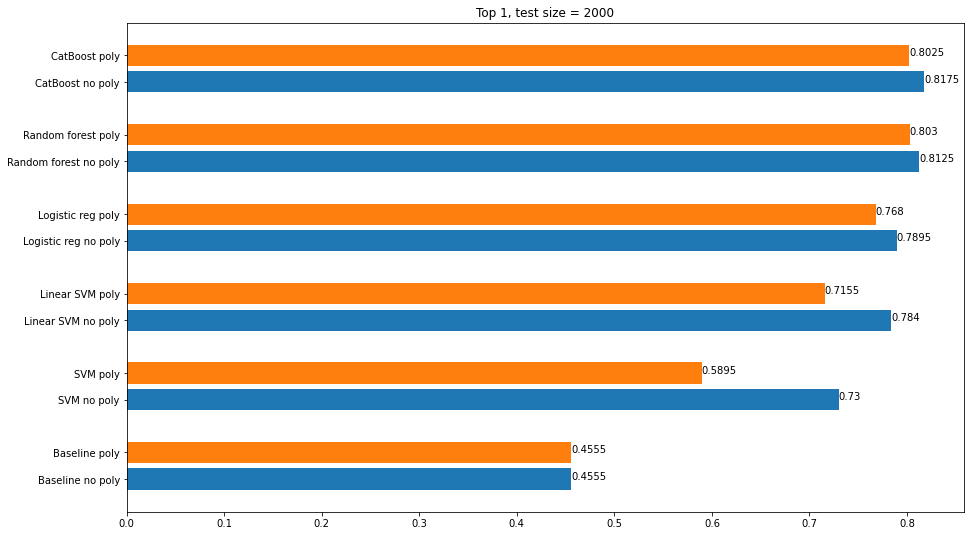 Top 1, test size = 2000
CatBoost poly 0.8025
CatBoost no poly 0.8175
Random forest poly 0.803
Random forest no poly 0.8125
Logistic reg poly 0.768
Logistic reg no poly 0.7895
Linear SVM poly 0.7155
Linear SVM no poly 0.784
SVM poly 0.5895
SVM no poly 0.73
Baseline poly 0.4555
Baseline no poly 0.4555
0.0 0.1 0.2 0.3 0.4 0.5 0.6 0.7 0.8